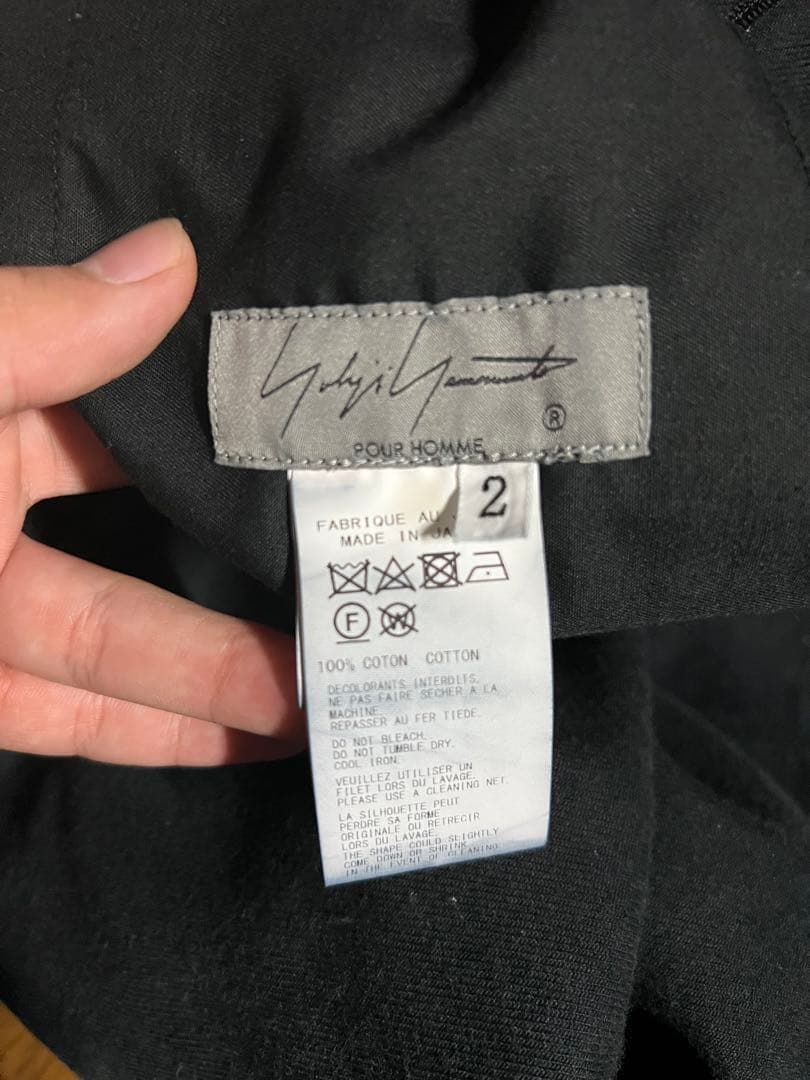 Yohji Yamamoto
®
POUR HOMME
2
FABRIQUE AU
MADE IN JA
F W
100% COTON COTTON
DECOLORANTS INTERDITS.
NE PAS FAIRE SECHER A LA
MACHINE.
REPASSER AU FER TIEDE.
DO NOT BLEACH.
DO NOT TUMBLE DRY.
COOL IRON.
VEUILLEZ UTILISER UN
FILET LORS DU LAVAGE.
PLEASE USE A CLEANING NET.
LA SILHOUETTE PEUT
PERDRE SA FORME
ORIGINALE OU RETRECIR
LORS DU LAVAGE.
THE SHAPE COULD SLIGHTLY
COME DOWN OR SHRINK
IN THE EVENT OF CLEANING.